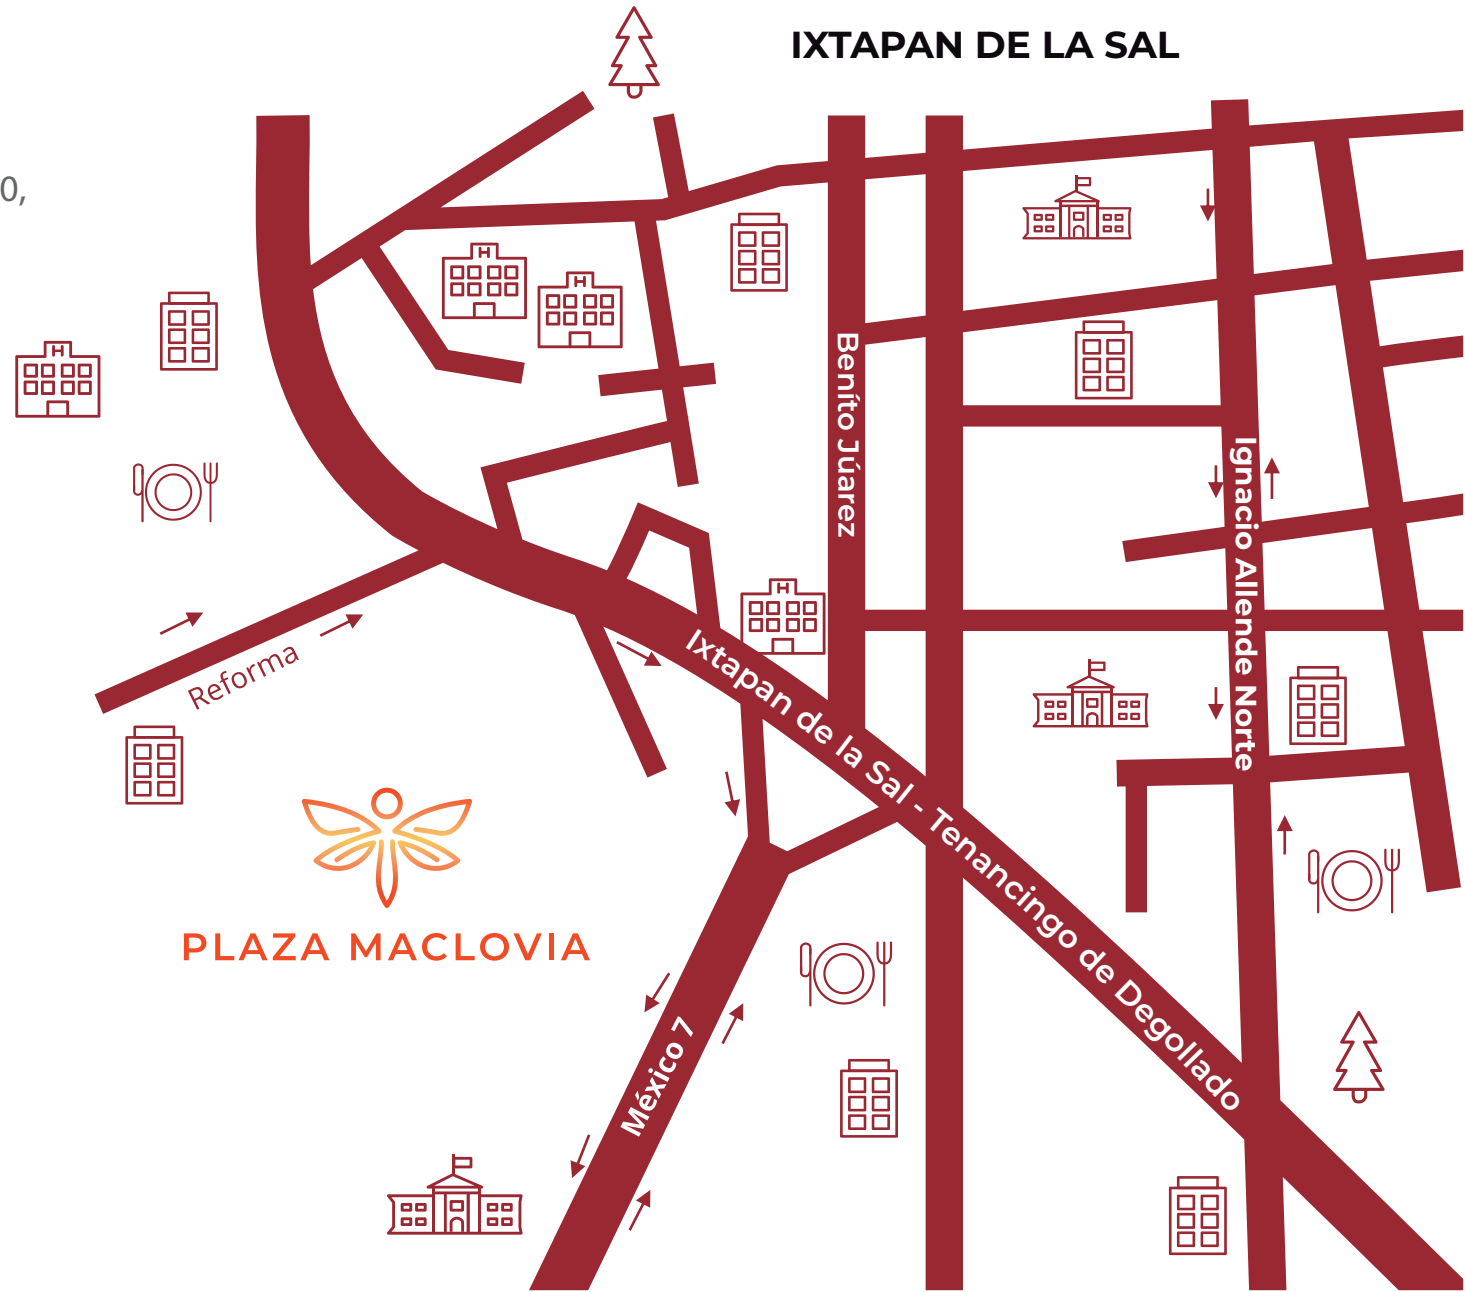 IXTAPAN DE LA SAL
0,
Beníto Júarez
Ignacio Allende Norte
Reforma
Ixtapan de la Sal - Tenancingo de Degollado
PLAZA MACLOVIA
México 7
H
H
H
H